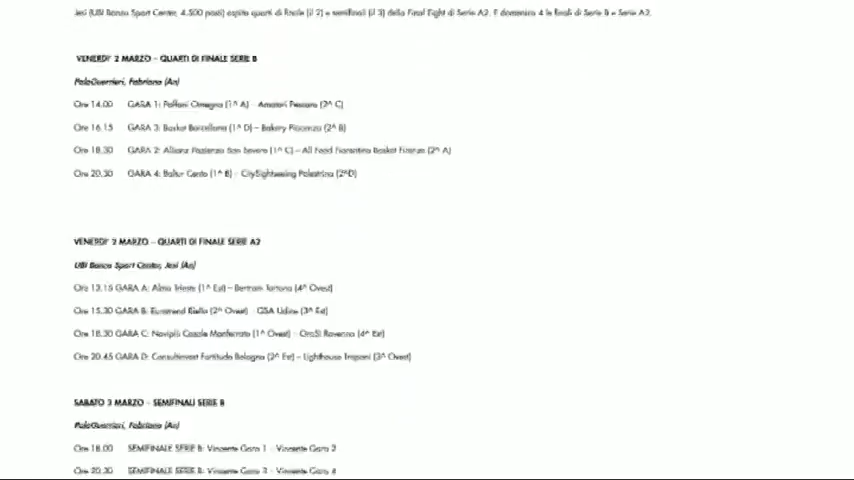 Jesi (UBI Banca Sport Center, 4.500 posti) ospita quarti di finale (il 2) e semifinali (il 3) della Final Eight di Serie A2. E domenica 4 le finali di Serie B e Serie A2.
VENERDI' 2 MARZO – QUARTI DI FINALE SERIE B
PalaGuerrieri, Fabriano (An)
Ore 14.00 GARA 1: Paffoni Omegna (1^ A) – Amatori Pescara (2^ C)
Ore 16.15 GARA 3: Basket Barcellona (1^ D) – Bakery Piacenza (2^ B)
Ore 18.30 GARA 2: Allianz Pazienza San Severo (1^ C) – All Food Fiorentina Basket Firenze (2^ A)
Ore 20.30 GARA 4: Baltur Cento (1^ B) – CitySightseeing Palestrina (2^D)
VENERDI' 2 MARZO – QUARTI DI FINALE SERIE A2
UBI Banca Sport Center, Jesi (An)
Ore 13.15 GARA A: Alma Trieste (1^ Est) – Bertram Tortona (4^ Ovest)
Ore 15.30 GARA B: Eurotrend Biella (2^ Ovest) – GSA Udine (3^ Est)
Ore 18.30 GARA C: Novipiù Casale Monferrato (1^ Ovest) – OraSì Ravenna (4^ Est)
Ore 20.45 GARA D: Consultinvest Fortitudo Bologna (2^ Est) – Lighthouse Trapani (3^ Ovest)
SABATO 3 MARZO – SEMIFINALI SERIE B
PalaGuerrieri, Fabriano (An)
Ore 18.00 SEMIFINALE SERIE B: Vincente Gara 1 – Vincente Gara 2
Ore 20.30 SEMIFINALE SERIE B: Vincente Gara 3 – Vincente Gara 4